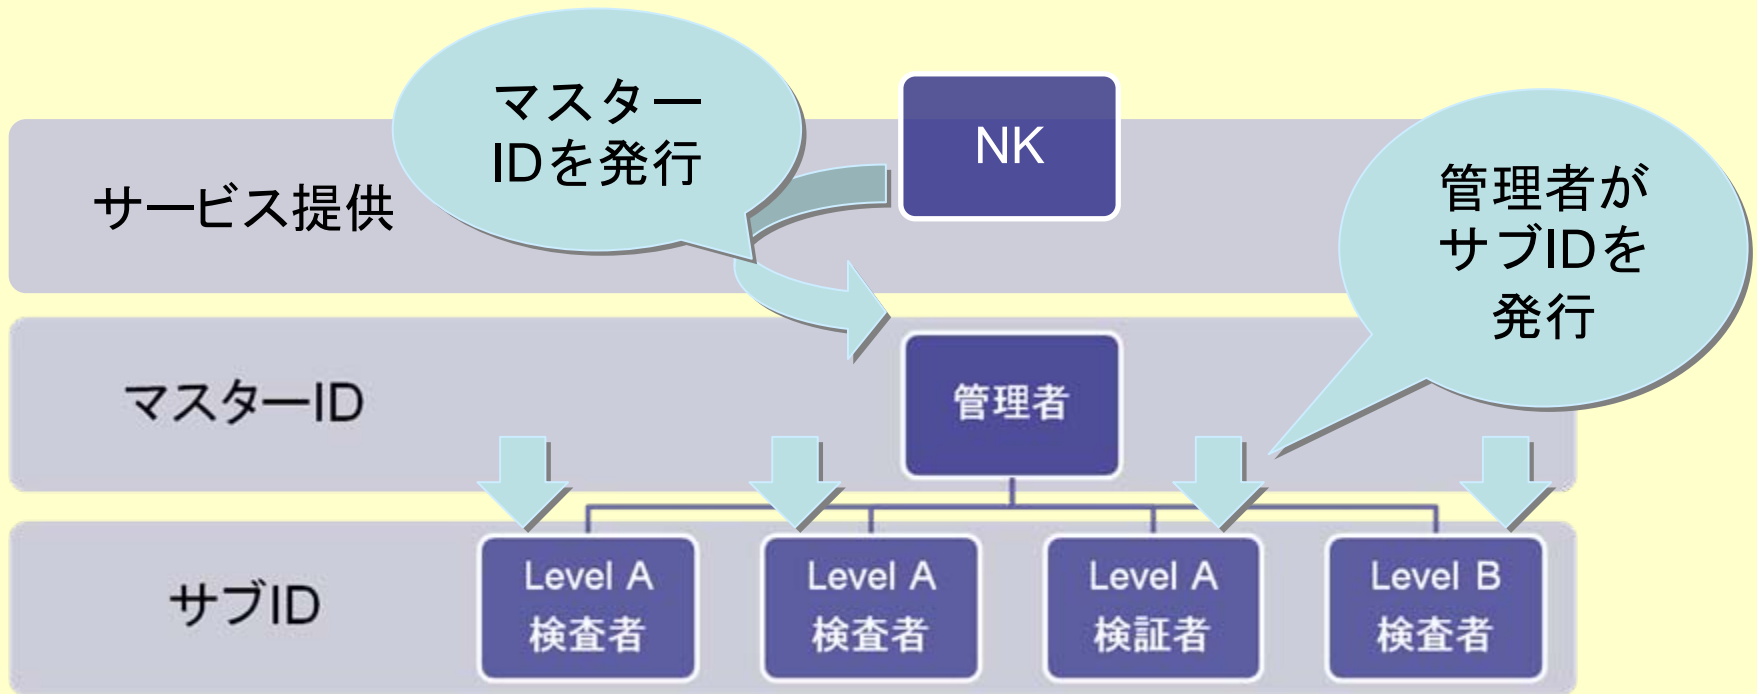 マスター
IDを発行
NK
サービス提供
管理者が
サブIDを
発行
マスターID
管理者
サブID
Level A
検査者
Level A
検査者
Level A
検証者
Level B
検査者